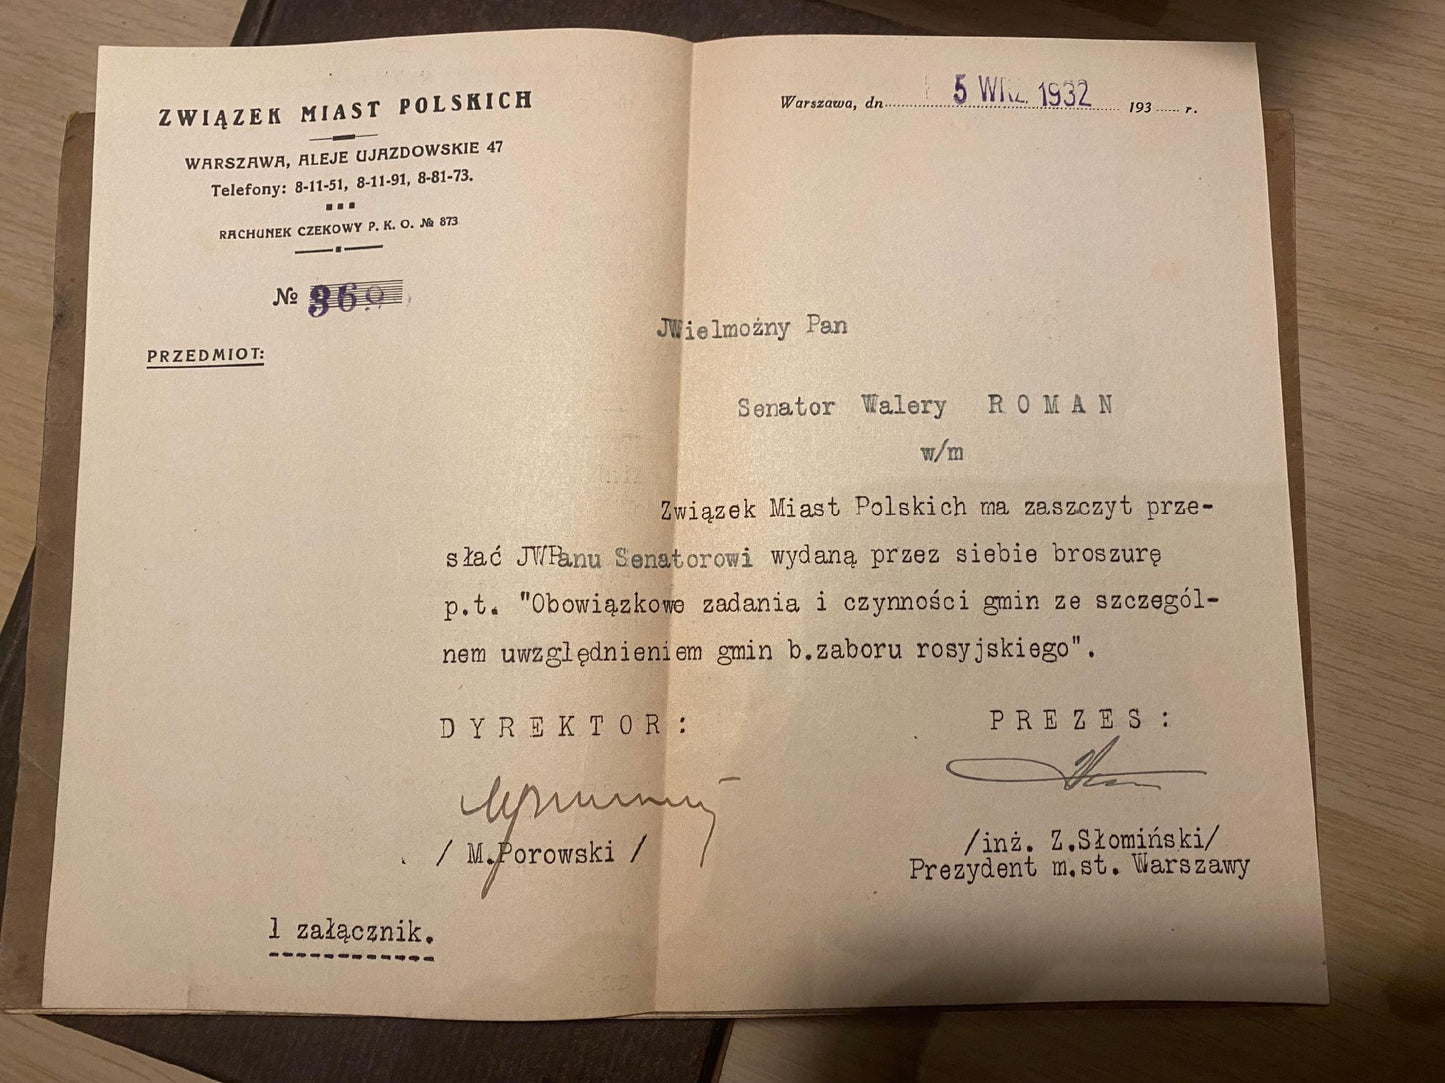 ZWIĄZEK MIAST POLSKICH
WARSZAWA, ALEJE UJAZDOWSKIE 47
Telefony: 8-11-51, 8-11-91, 8-81-73.
RACHUNEK CZEKOWY P. K. O. № 873
№ 369
PRZEDMIOT:
Warszawa, dn. 5 WRZ. 1932 193 r.
JWielmożny Pan
Senator Walery ROMAN
w/m
Związek Miast Polskich ma zaszczyt prze-
słać JWPanu Senatorowi wydaną przez siebie broszurę
p.t. "Obowiązkowe zadania i czynności gmin ze szczegól-
nem uwzględnieniem gmin b.zaboru rosyjskiego".
DYREKTOR:
PREZES:
/ M.Porowski /
/inż. Z.Słomiński/
Prezydent m.st. Warszawy
1 załącznik.